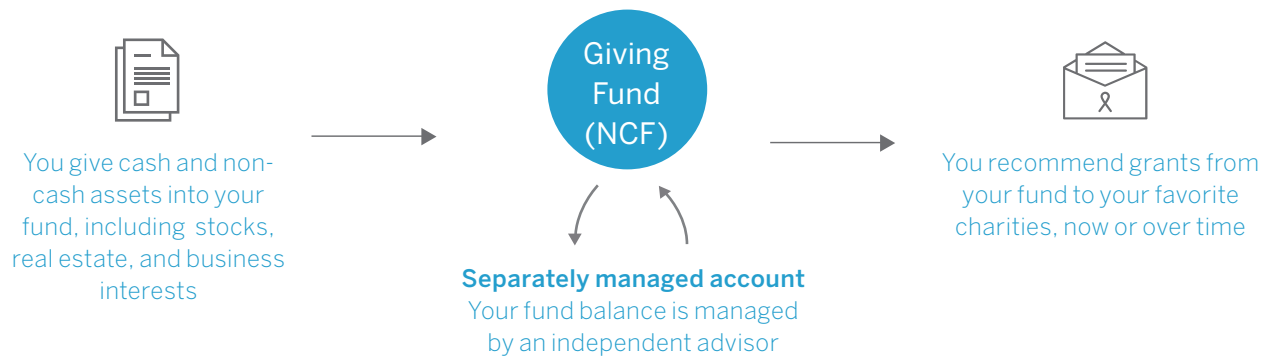 You give cash and non-
cash assets into your
fund, including stocks,
real estate, and business
interests
Giving
Fund
(NCF)
Separately managed account
Your fund balance is managed
by an independent advisor
You recommend grants from
your fund to your favorite
charities, now or over time